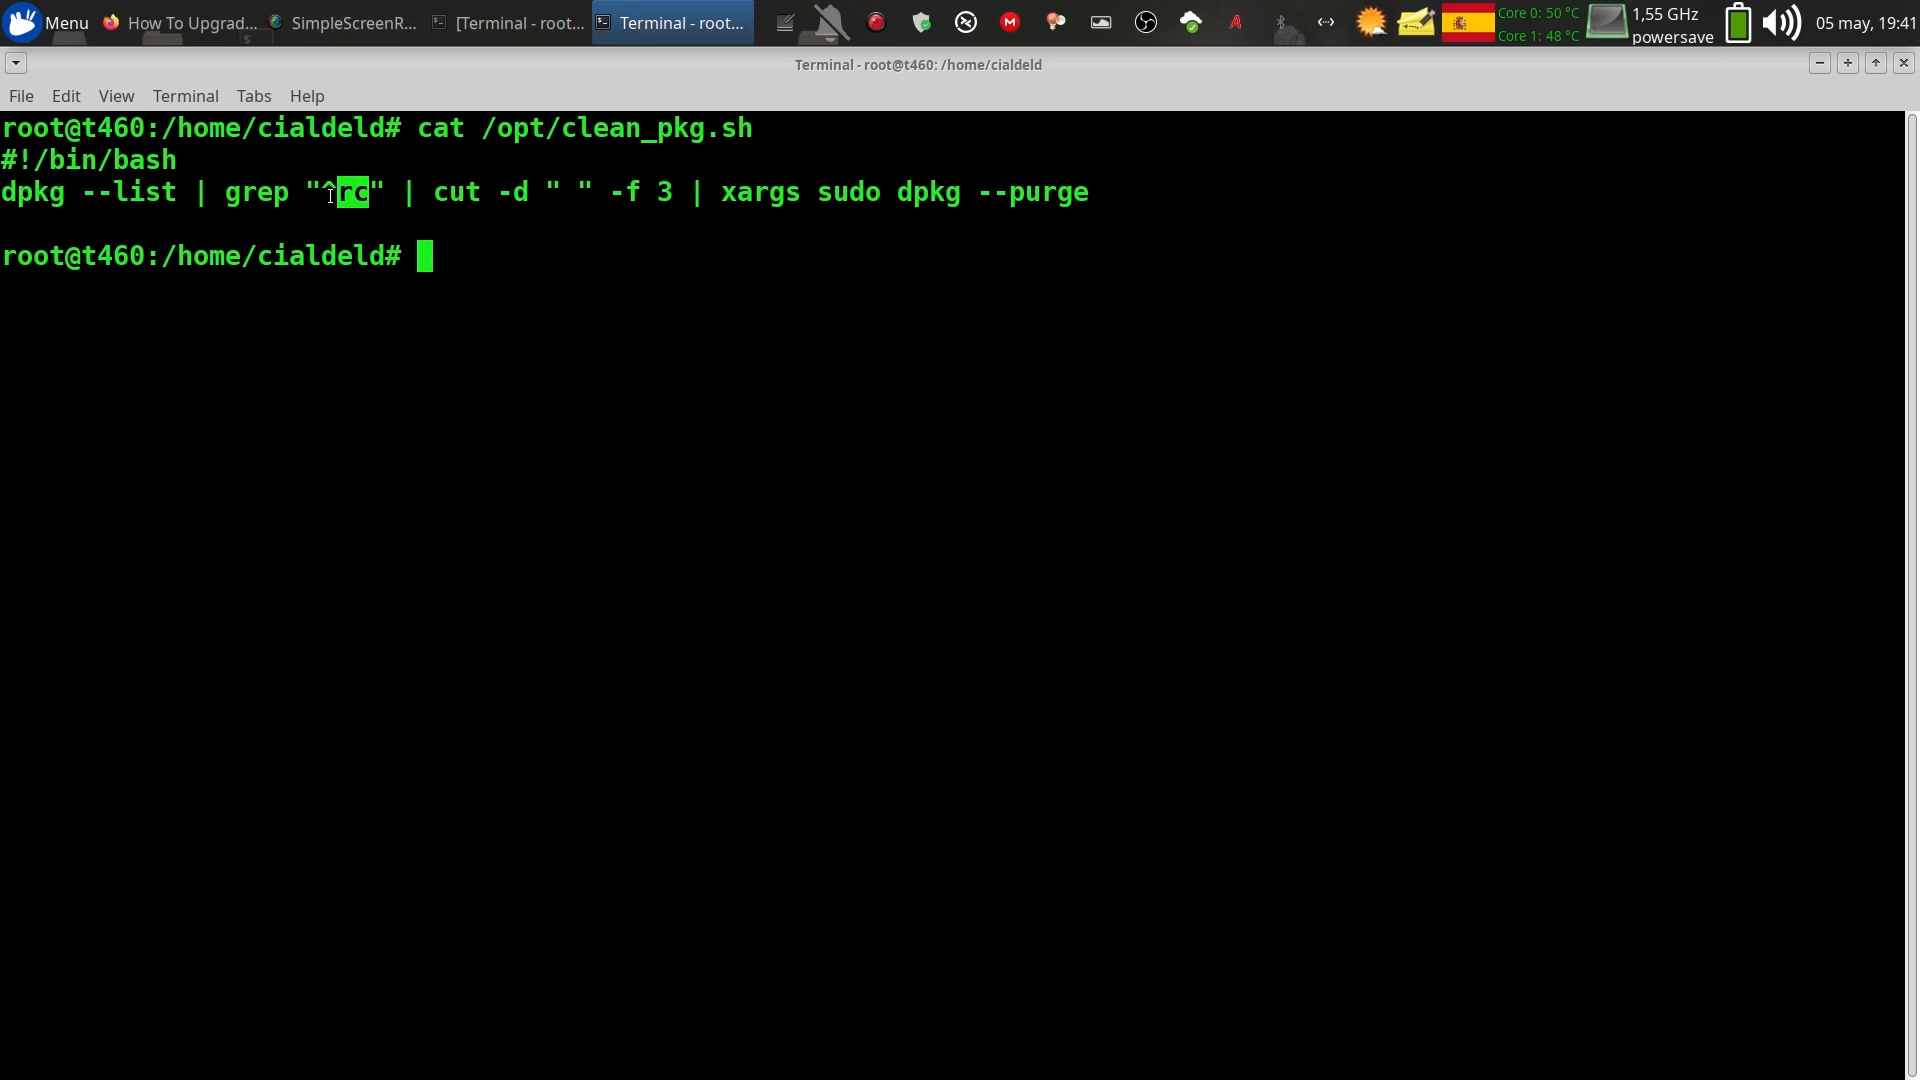 Menu How To Upgrad... SimpleScreenR... [Terminal - root... Terminal - root... Core 0: 50 °C 1,55 GHz 05 may, 19:41
Core 1: 48 °C powersave
Terminal - root@t460: /home/cialdeld
File Edit View Terminal Tabs Help
root@t460:/home/cialdeld# cat /opt/clean_pkg.sh
#!/bin/bash
dpkg --list | grep "^rc" | cut -d " " -f 3 | xargs sudo dpkg --purge
root@t460:/home/cialdeld#